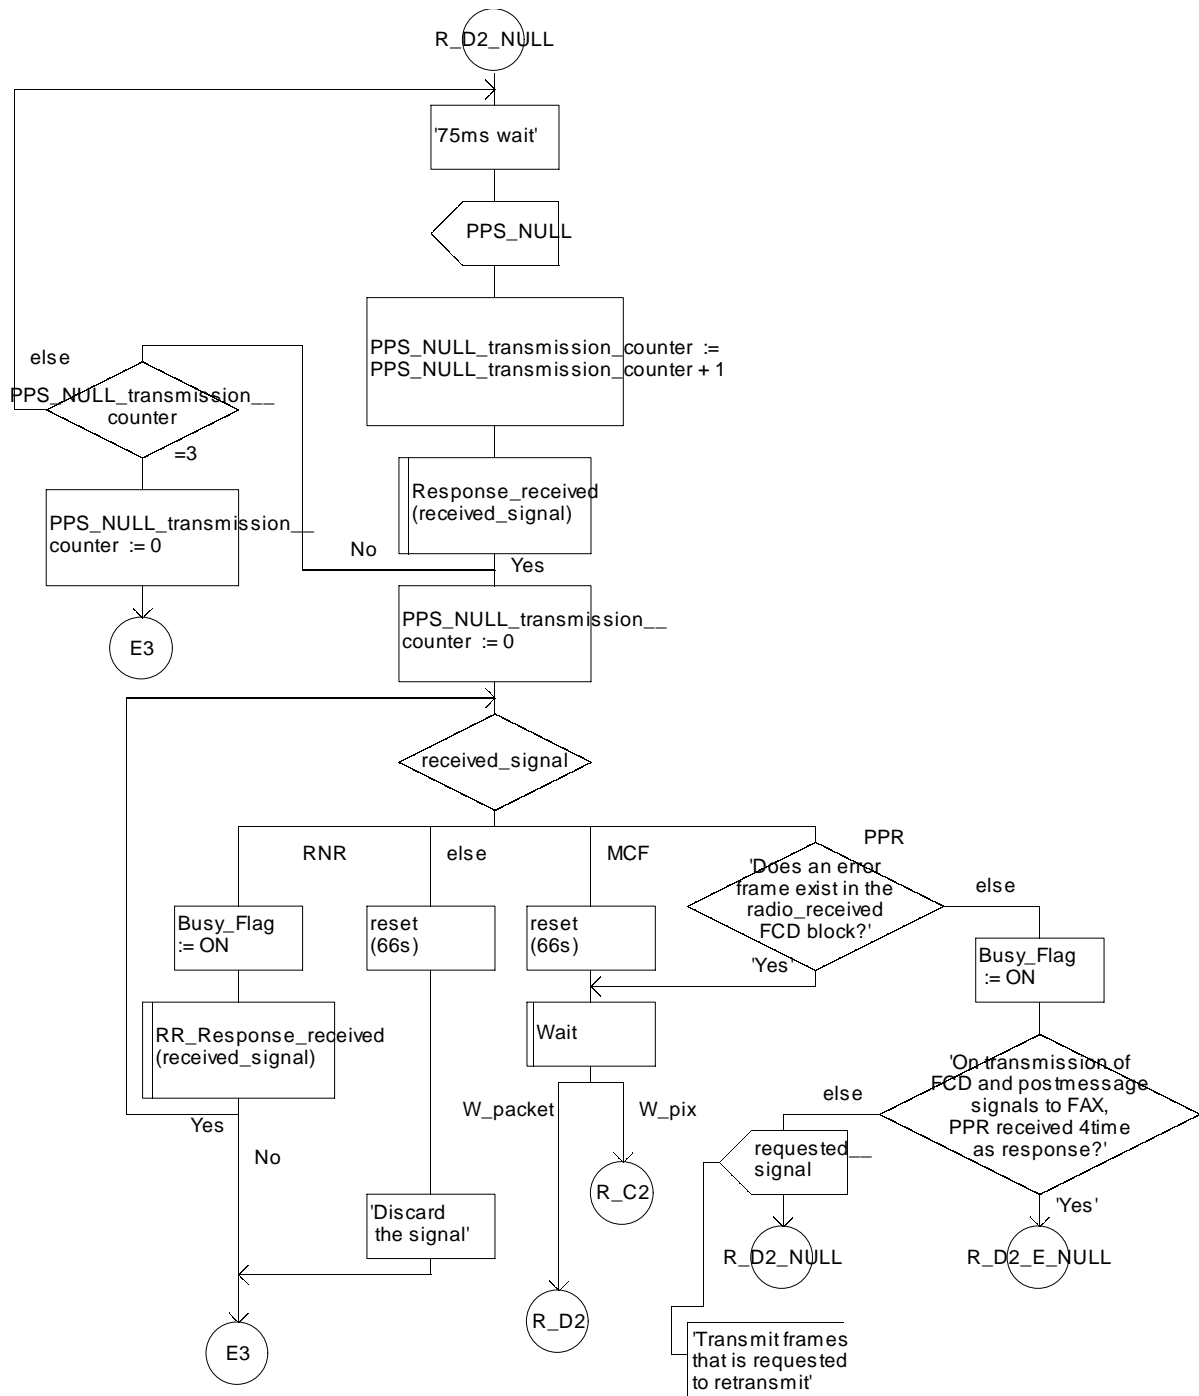 R_D2_NULL
'75ms wait'
PPS_NULL
PPS_NULL_transmission_counter :=
PPS_NULL_transmission_counter + 1
else
PPS_NULL_transmission__
counter
=3
Response_received
(received_signal)
PPS_NULL_transmission__
counter := 0
No
Yes
PPS_NULL_transmission__
counter := 0
E3
received_signal
RNR
else
MCF
PPR
'Does an error
frame exist in the
radio_received
FCD block?'
else
'Yes'
Busy_Flag
:= ON
reset
(66s)
reset
(66s)
Busy_Flag
:= ON
RR_Response_received
(received_signal)
Wait
'On transmission of
FCD and postmessage
signals to FAX,
PPR received 4time
as response?'
else
Yes
No
W_packet
W_pix
requested__
signal
'Yes'
R_C2
'Discard
the signal'
R_D2_NULL
R_D2_E_NULL
R_D2
E3
'Transmit frames
that is requested
to retransmit'